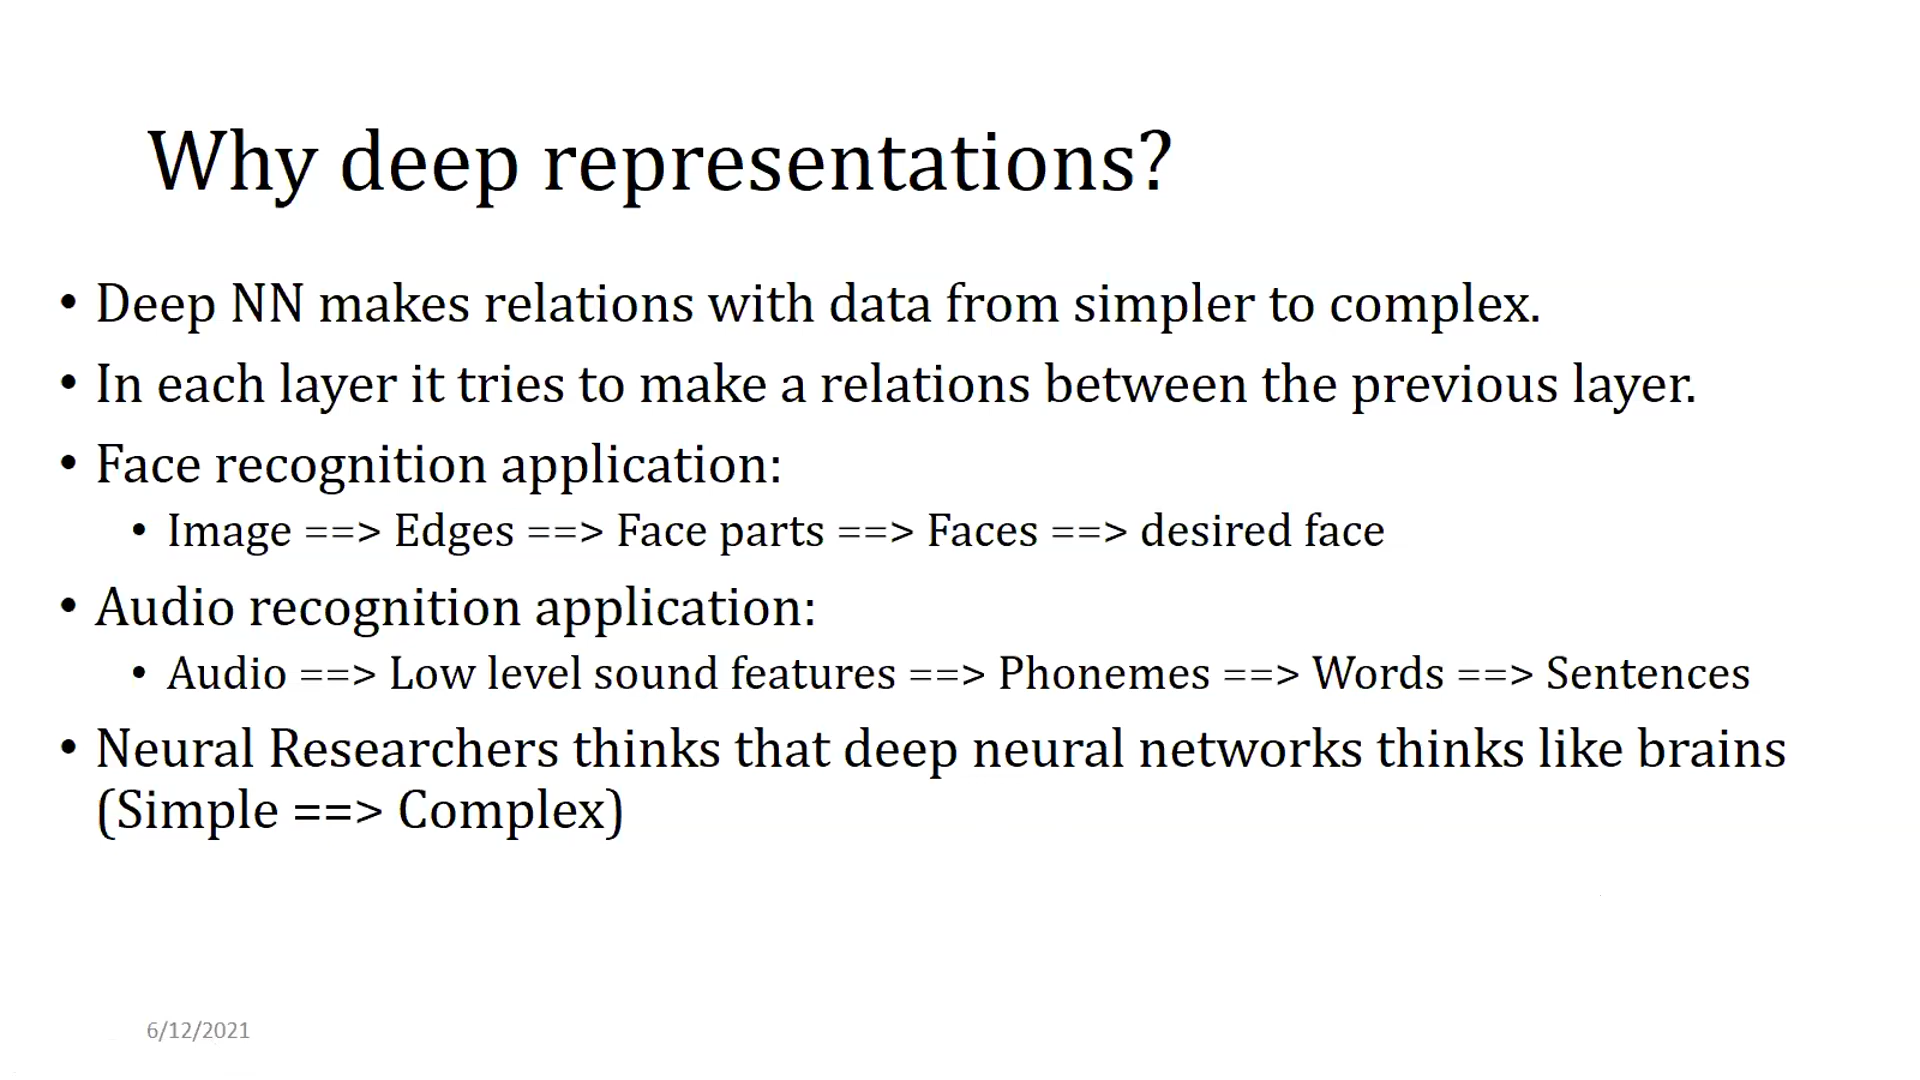 Why deep representations?
• Deep NN makes relations with data from simpler to complex.
• In each layer it tries to make a relations between the previous layer.
• Face recognition application:
• Image ==> Edges ==> Face parts ==> Faces ==> desired face
• Audio recognition application:
• Audio ==> Low level sound features ==> Phonemes ==> Words ==> Sentences
• Neural Researchers thinks that deep neural networks thinks like brains
(Simple ==> Complex)
6/12/2021